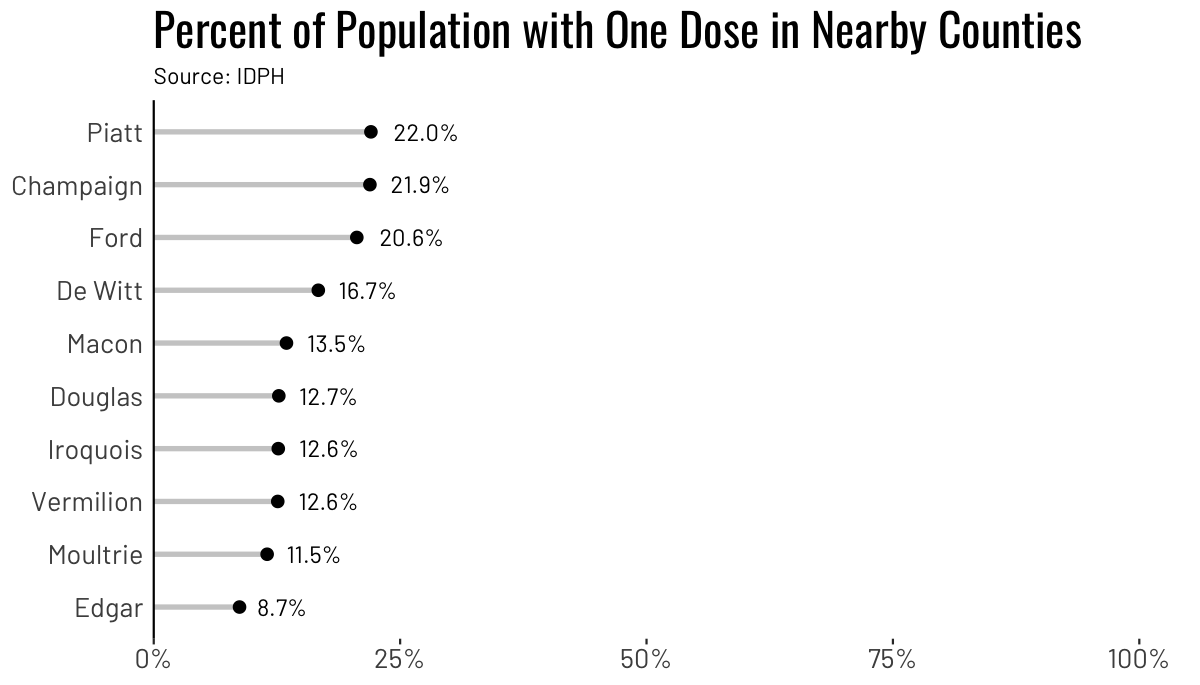 Percent of Population with One Dose in Nearby Counties
Source: IDPH
Piatt 22.0%
Champaign 21.9%
Ford 20.6%
De Witt 16.7%
Macon 13.5%
Douglas 12.7%
Iroquois 12.6%
Vermilion 12.6%
Moultrie 11.5%
Edgar 8.7%
0% 25% 50% 75% 100%